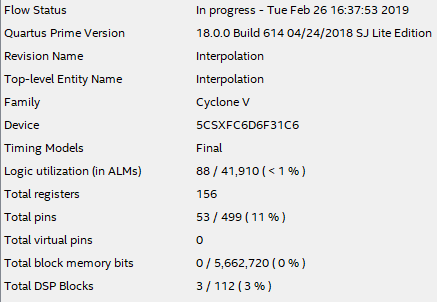 Flow Status In progress - Tue Feb 26 16:37:53 2019
Quartus Prime Version 18.0.0 Build 614 04/24/2018 SJ Lite Edition
Revision Name Interpolation
Top-level Entity Name Interpolation
Family Cyclone V
Device 5CSXFC6D6F31C6
Timing Models Final
Logic utilization (in ALMs) 88 / 41,910 ( < 1 % )
Total registers 156
Total pins 53 / 499 ( 11 % )
Total virtual pins 0
Total block memory bits 0 / 5,662,720 ( 0 % )
Total DSP Blocks 3 / 112 ( 3 % )